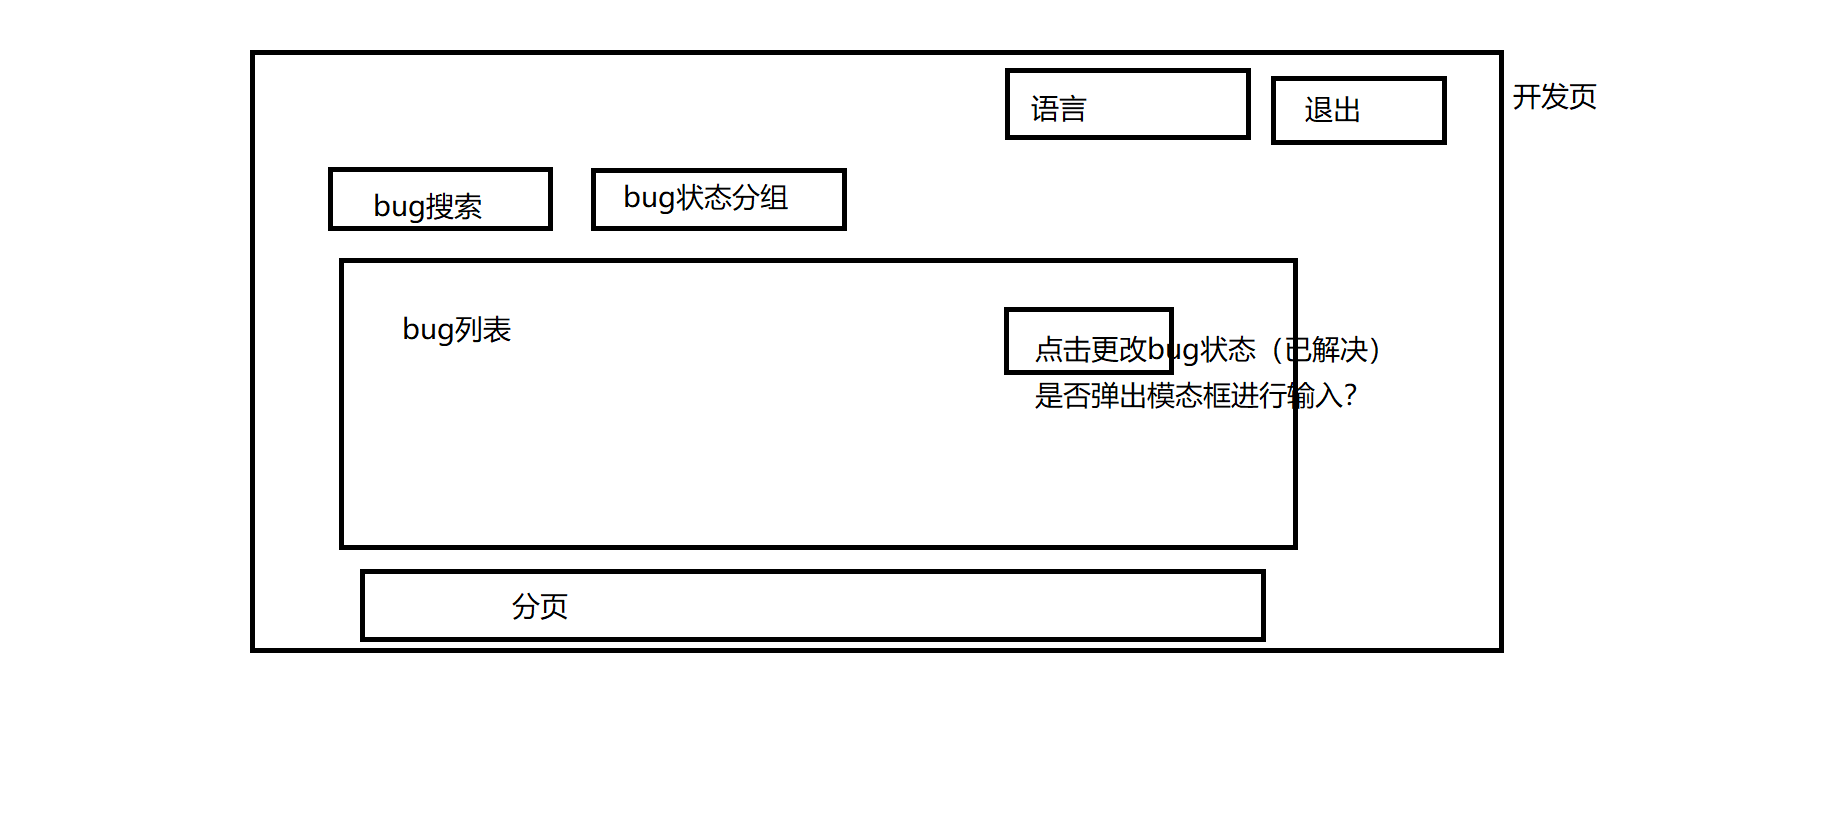 语言
退出
开发页
bug搜索
bug状态分组
bug列表
点击更改bug状态（已解决）
是否弹出模态框进行输入？
分页